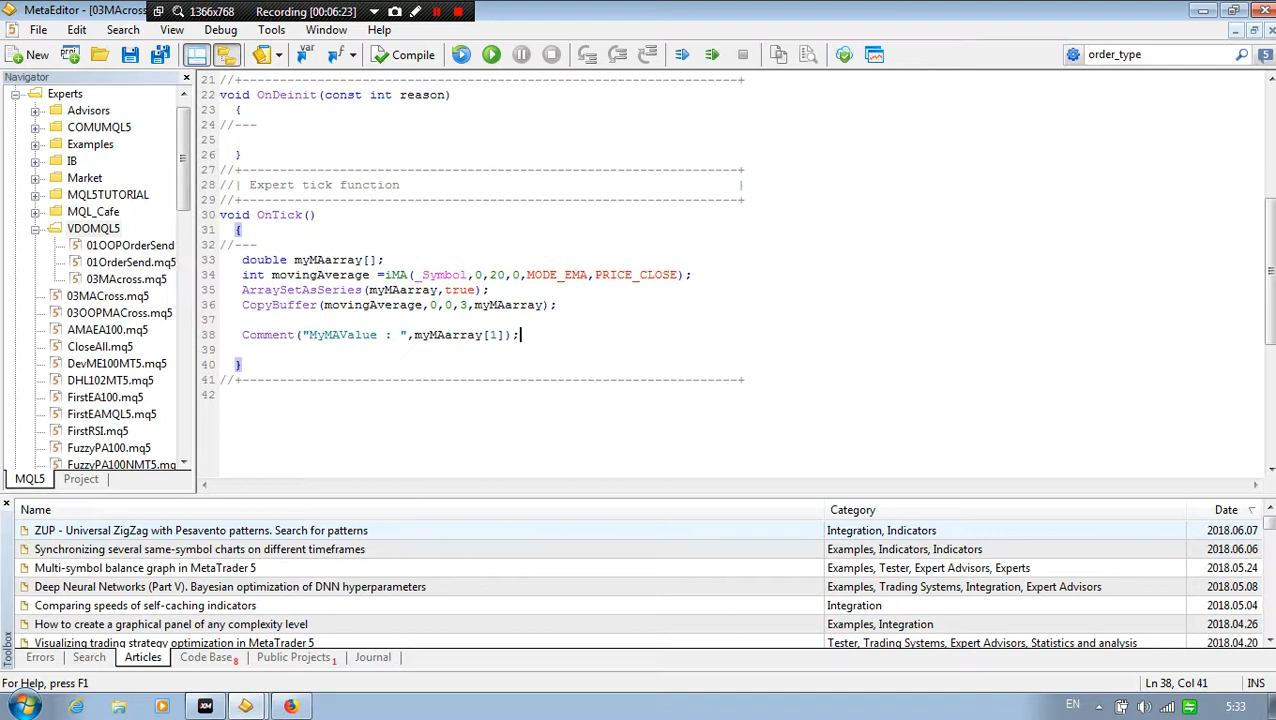 MetaEditor - [03MAcross
1366x768
Recording [00:06:23]
File Edit Search View Debug Tools Window Help
New
Compile
order_type
5
Navigator
Experts
Advisors
COMUMQL5
Examples
IB
Market
MQL5TUTORIAL
MQL_Cafe
VDOMQL5
01OOPOrderSend
01OrderSend.mq5
03MAcross.mq5
03MACross.mq5
03OOPMACross.mq5
AMAEA100.mq5
CloseAll.mq5
DevME100MT5.mq5
DHL102MT5.mq5
FirstEA100.mq5
FirstEAMQL5.mq5
FirstRSI.mq5
FuzzyPA100.mq5
FuzzyPA100NMT5.mq
MQL5 Project
21 //+------------------------------------------------------------------+
22 void OnDeinit(const int reason)
23 {
24 //---
25
26 }
27 //+------------------------------------------------------------------+
28 //| Expert tick function |
29 //+------------------------------------------------------------------+
30 void OnTick()
31 {
32 //---
33 double myMAarray[];
34 int movingAverage =iMA(_Symbol,0,20,0,MODE_EMA,PRICE_CLOSE);
35 ArraySetAsSeries(myMAarray,true);
36 CopyBuffer(movingAverage,0,0,3,myMAarray);
37
38 Comment("MyMAValue : ",myMAarray[1]);
39
40 }
41 //+------------------------------------------------------------------+
42
Name Category Date
ZUP - Universal ZigZag with Pesavento patterns. Search for patterns Integration, Indicators 2018.06.07
Synchronizing several same-symbol charts on different timeframes Examples, Indicators, Indicators 2018.06.06
Multi-symbol balance graph in MetaTrader 5 Examples, Tester, Expert Advisors, Experts 2018.05.24
Deep Neural Networks (Part V). Bayesian optimization of DNN hyperparameters Examples, Trading Systems, Integration, Expert Advisors 2018.05.08
Comparing speeds of self-caching indicators Integration 2018.05.04
How to create a graphical panel of any complexity level Examples, Integration 2018.04.26
Visualizing trading strategy optimization in MetaTrader 5 Tester, Trading Systems, Expert Advisors, Statistics and analysis 2018.04.20
Toolbox
Errors Search Articles Code Base 8 Public Projects 1 Journal
For Help, press F1
Ln 38, Col 41
INS
XM
EN
5:33